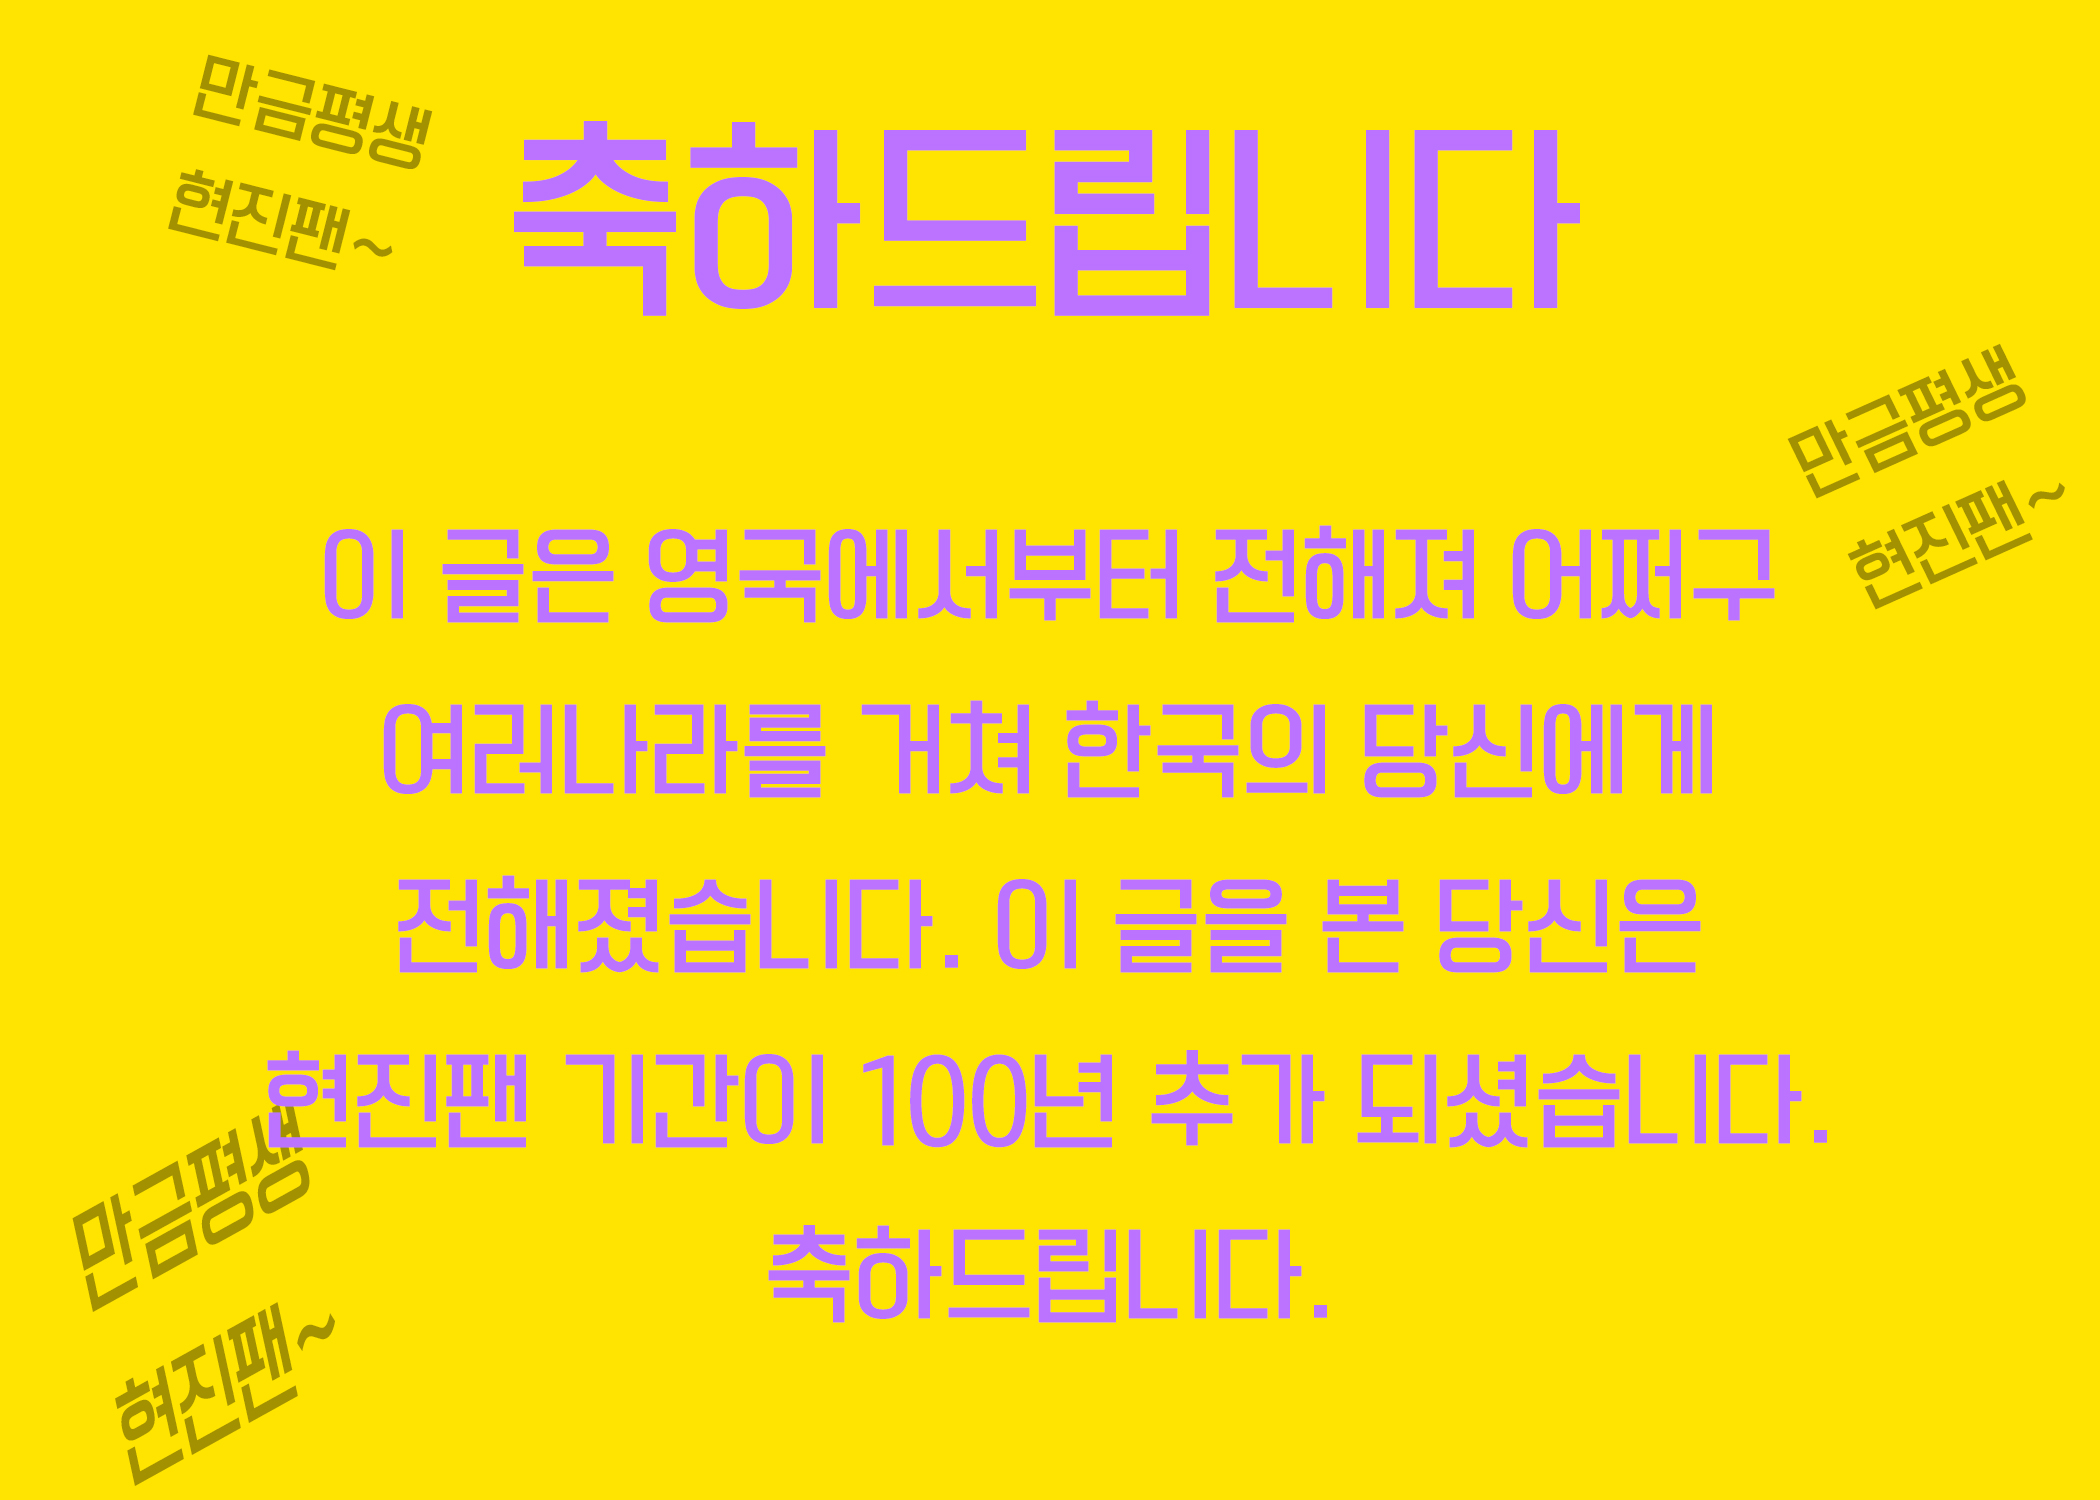 만금평생
현진팬~
축하드립니다
만금평생
현진팬~
이 글은 영국에서부터 전해져 어쩌구
여러나라를 거쳐 한국의 당신에게
전해졌습니다. 이 글을 본 당신은
현진팬 기간이 100년 추가 되셨습니다.
축하드립니다.
만금평생
현진팬~